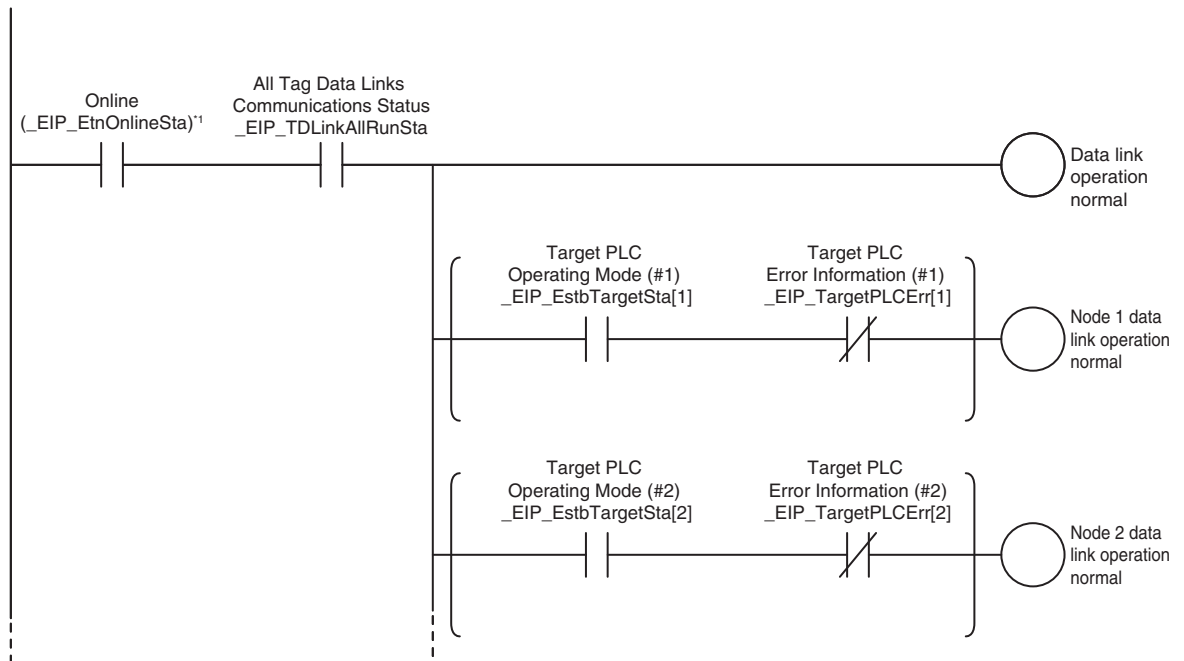 Online
(_EIP_EtnOnlineSta)*1
All Tag Data Links
Communications Status
_EIP_TDLinkAllRunSta
Data link
operation
normal
Target PLC
Operating Mode (#1)
_EIP_EstbTargetSta[1]
Target PLC
Error Information (#1)
_EIP_TargetPLCErr[1]
Node 1 data
link operation
normal
Target PLC
Operating Mode (#2)
_EIP_EstbTargetSta[2]
Target PLC
Error Information (#2)
_EIP_TargetPLCErr[2]
Node 2 data
link operation
normal